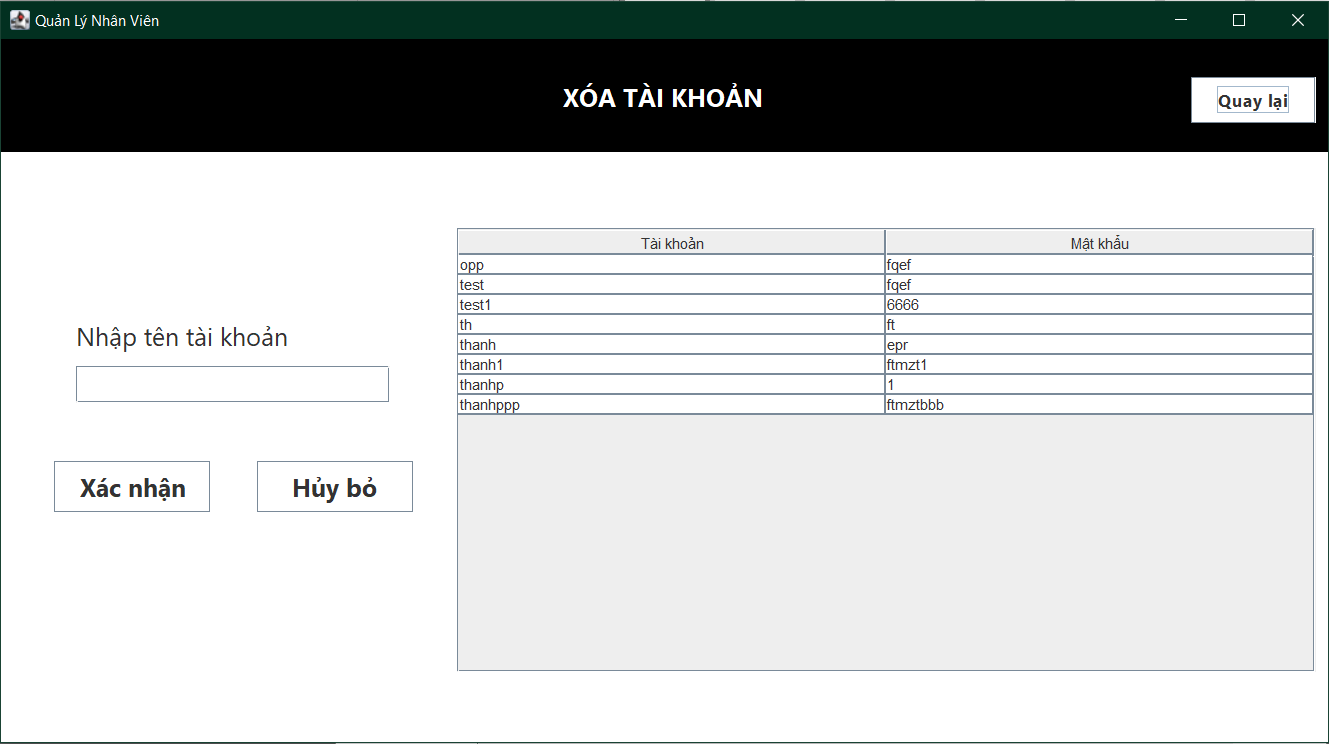 Quản Lý Nhân Viên
XÓA TÀI KHOẢN
Quay lại
Nhập tên tài khoản
Xác nhận
Hủy bỏ
Tài khoản Mật khẩu
opp fqef
test fqef
test1 6666
th ft
thanh epr
thanh1 ftmzt1
thanhp 1
thanhppp ftmztbbb